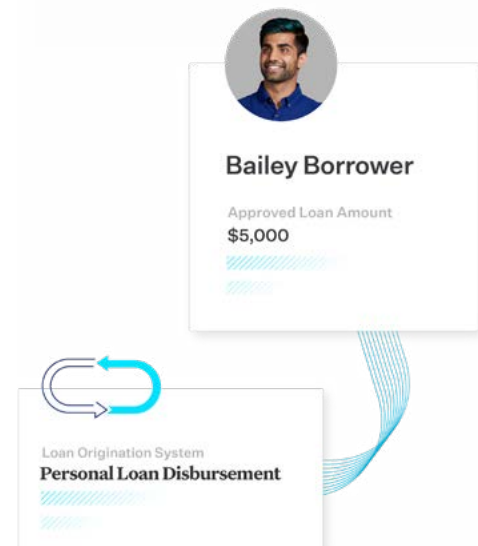 Bailey Borrower
Approved Loan Amount
$5,000
Loan Origination System
Personal Loan Disbursement